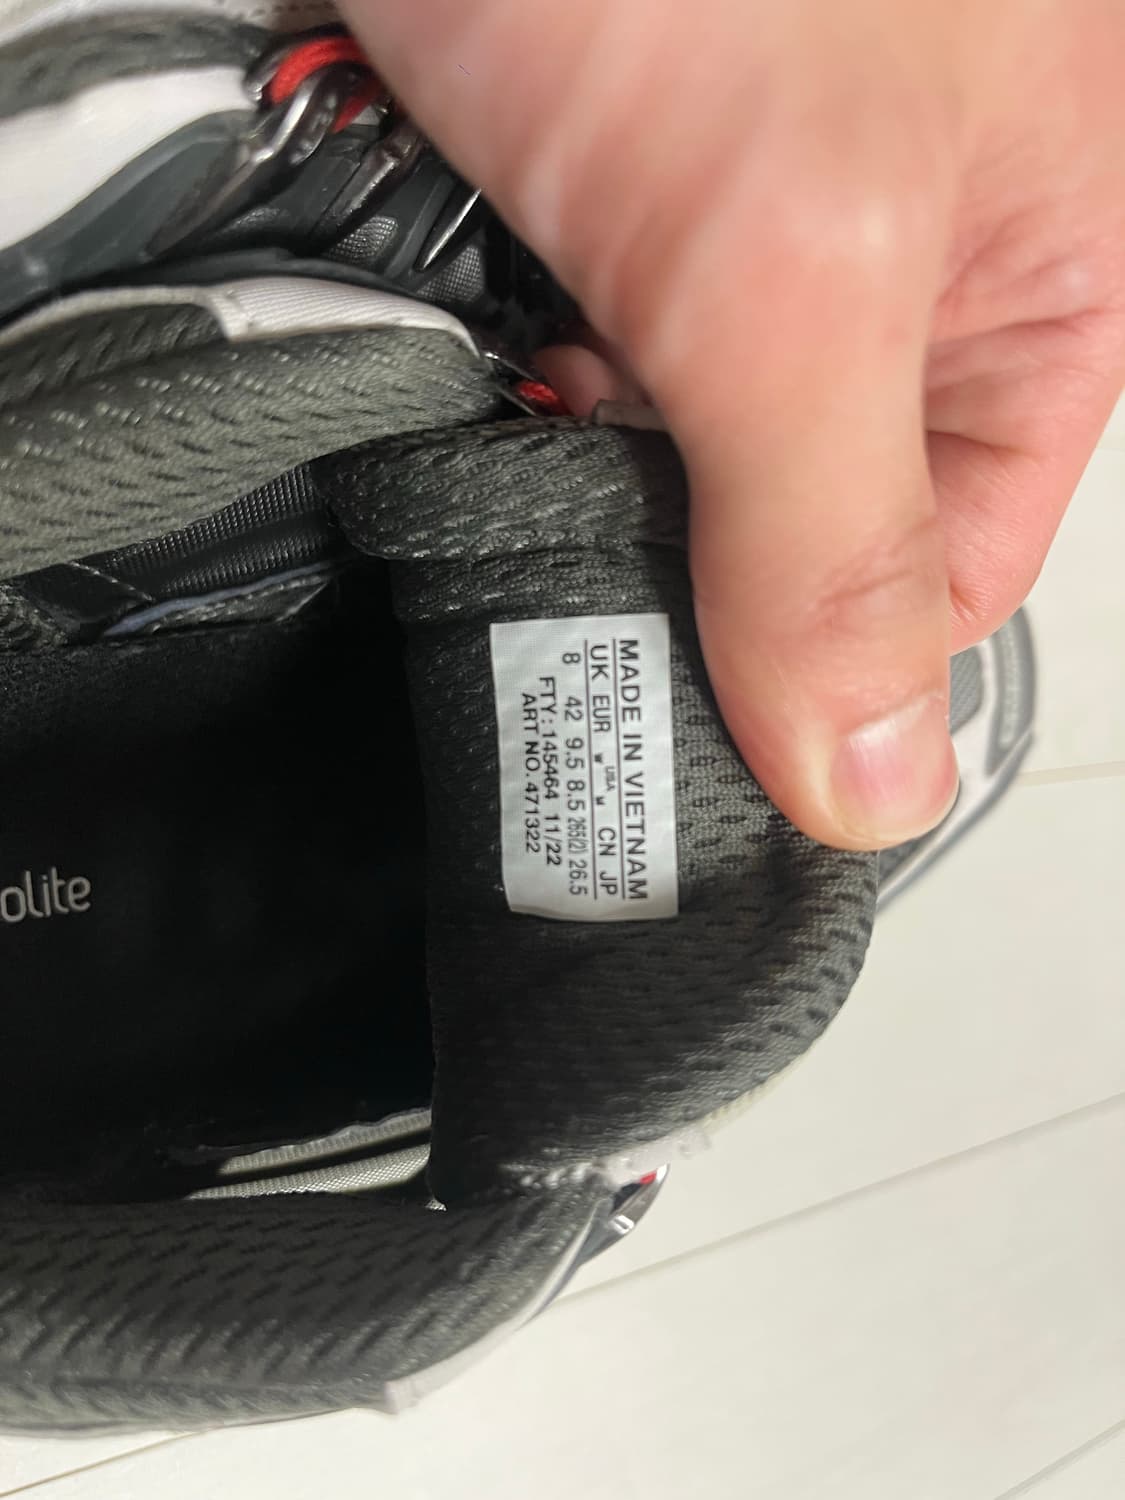 MADE IN VIETNAM
UK EUR W USA M CN JP
8 42 9.5 8.5 265(2) 26.5
FTY:145464 11/22
ART NO. 471322
olite